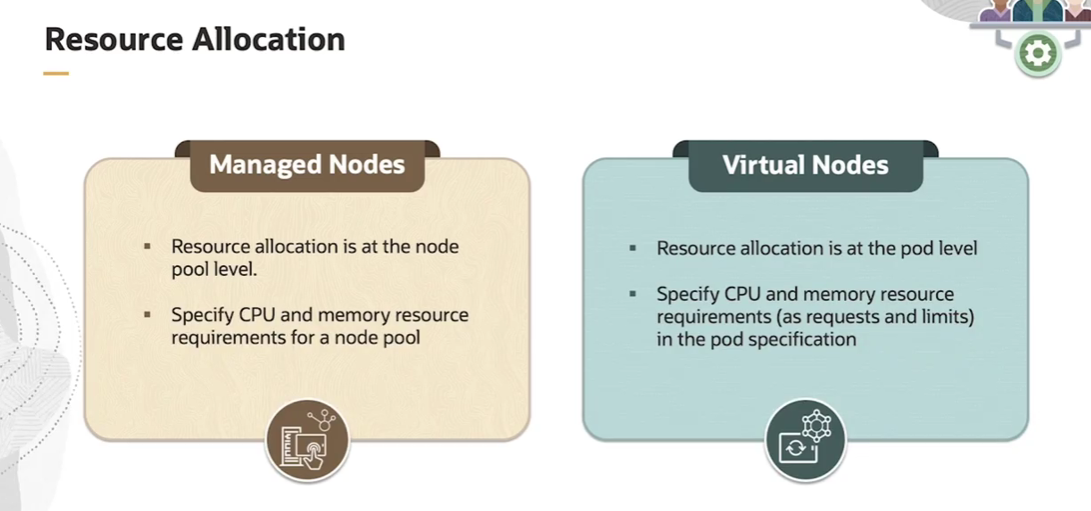 Resource Allocation
Managed Nodes
▪ Resource allocation is at the node
pool level.
▪ Specify CPU and memory resource
requirements for a node pool
Virtual Nodes
▪ Resource allocation is at the pod level
▪ Specify CPU and memory resource
requirements (as requests and limits)
in the pod specification